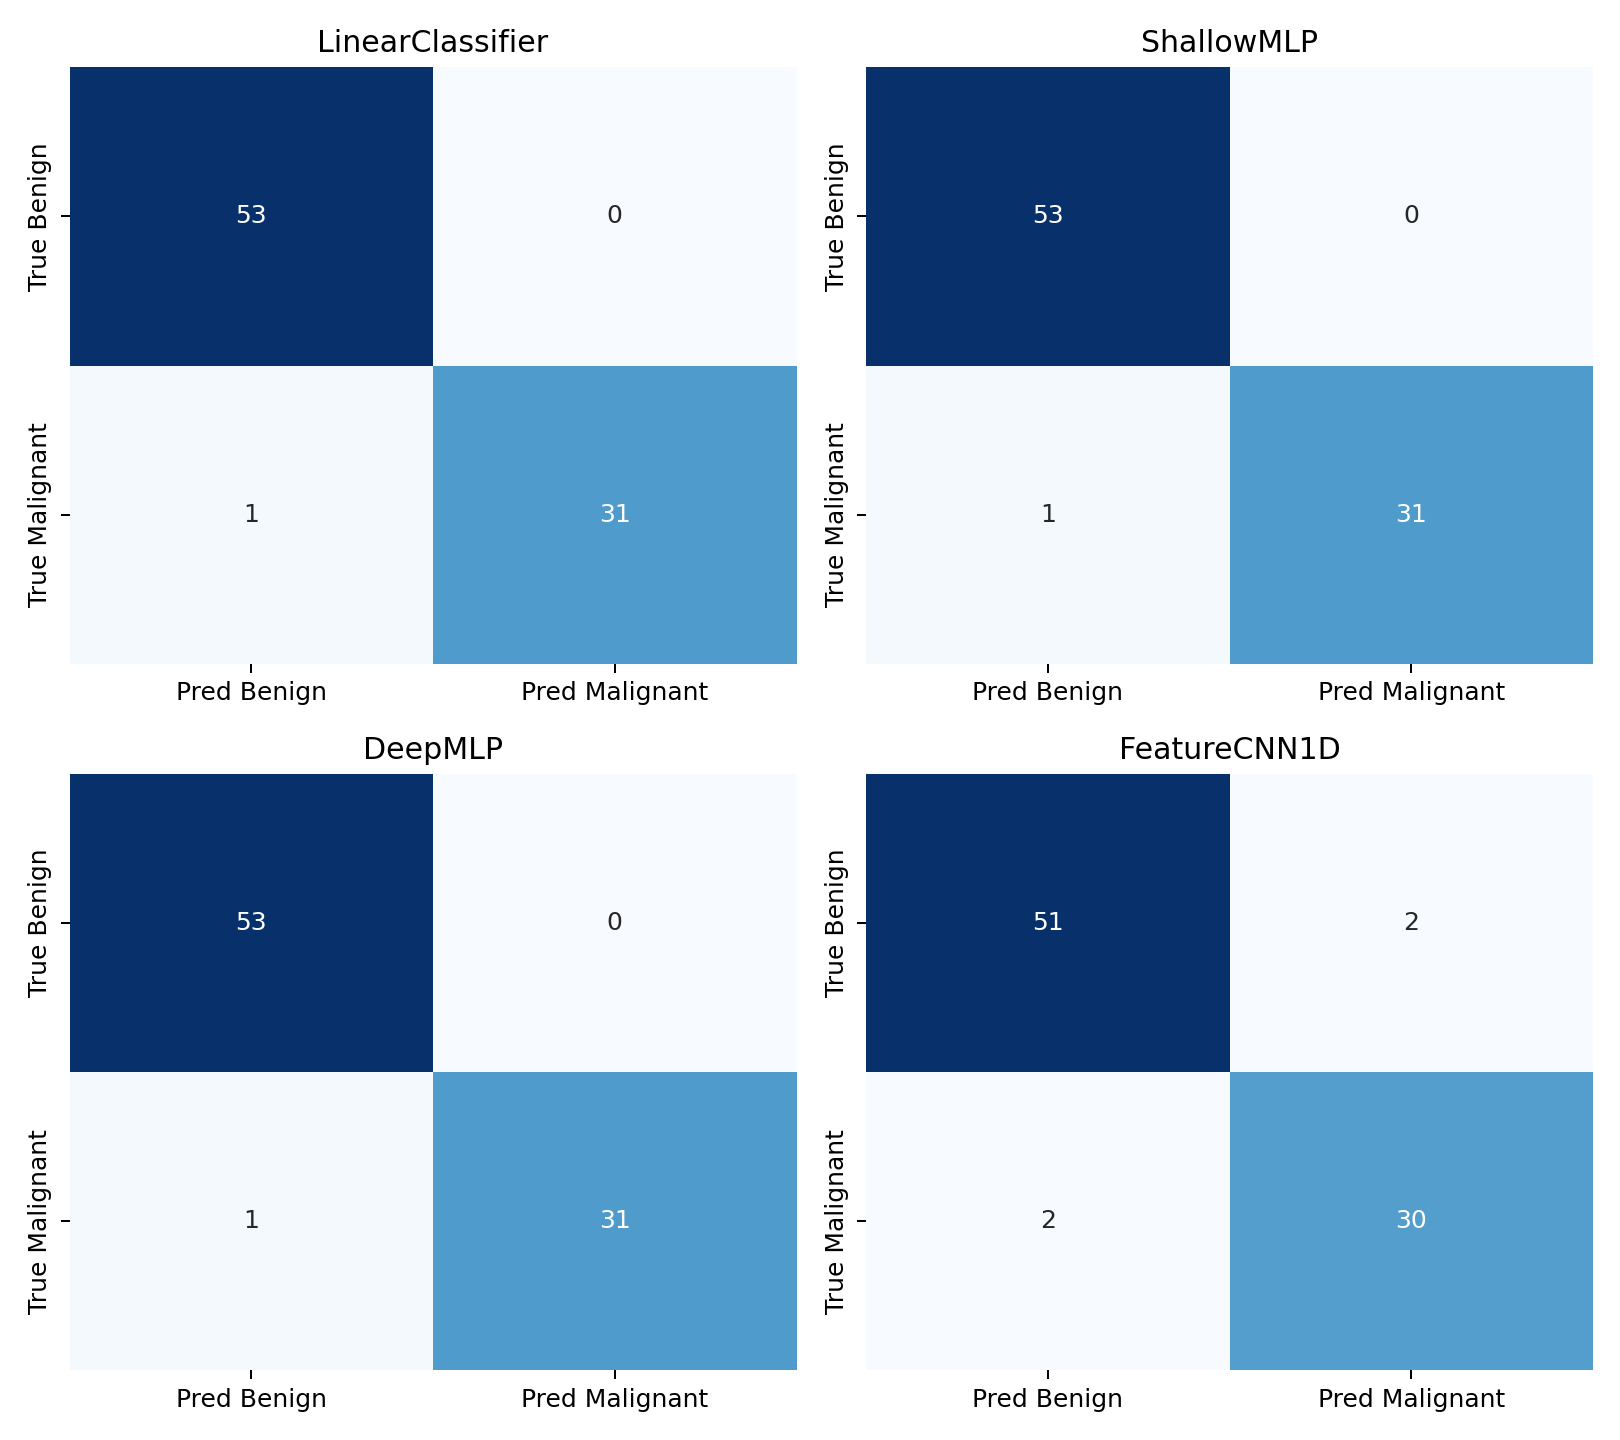 LinearClassifier
True Benign
53
0
True Malignant
1
31
Pred Benign
Pred Malignant
ShallowMLP
True Benign
53
0
True Malignant
1
31
Pred Benign
Pred Malignant
DeepMLP
True Benign
53
0
True Malignant
1
31
Pred Benign
Pred Malignant
FeatureCNN1D
True Benign
51
2
True Malignant
2
30
Pred Benign
Pred Malignant